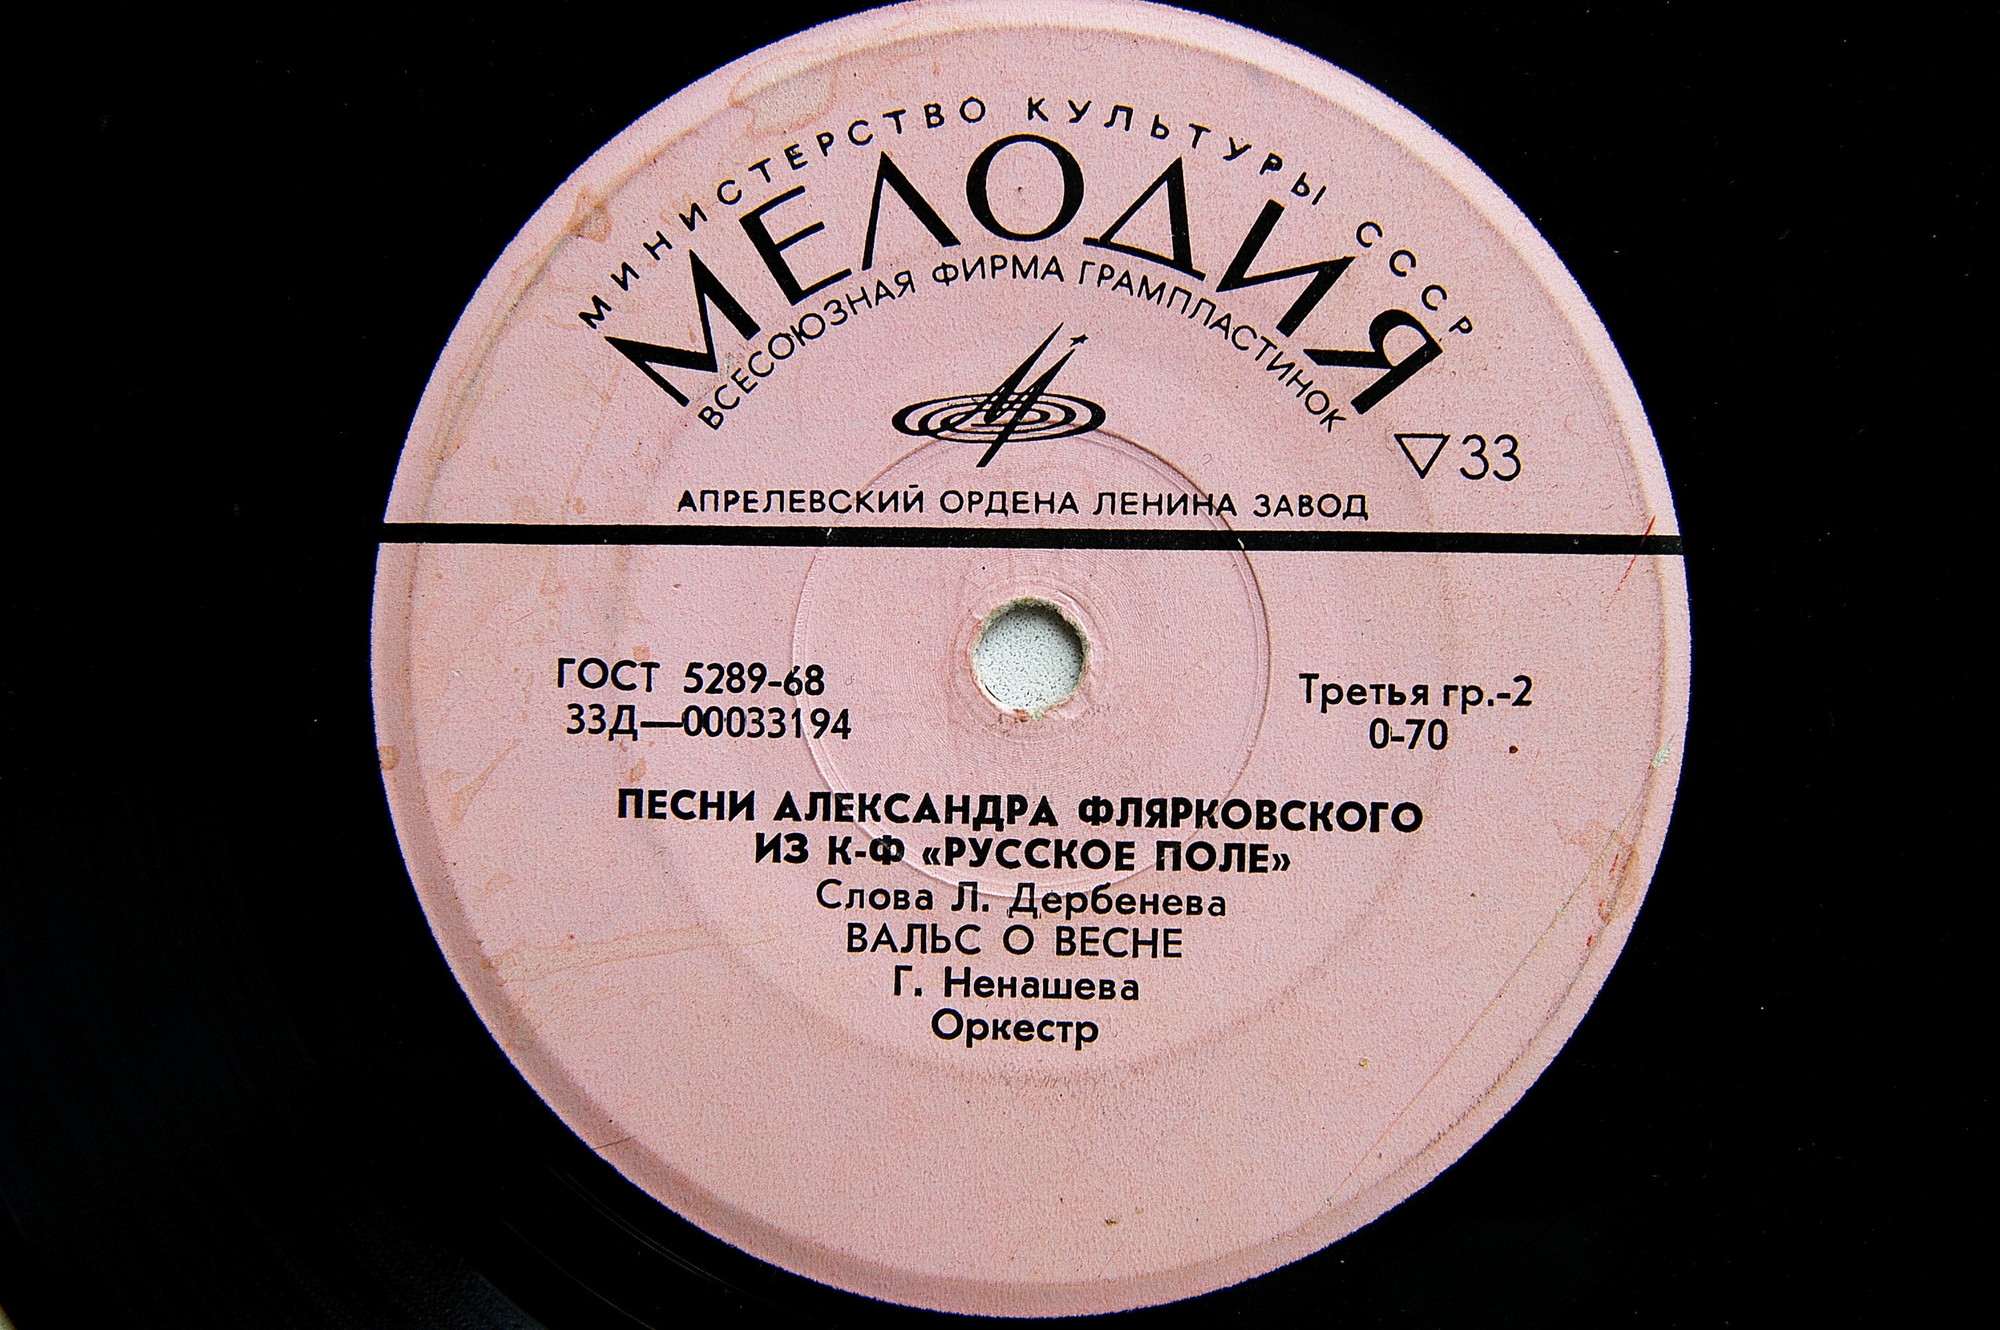 МИНИСТЕРСТВО КУЛЬТУРЫ СССР
МЕЛОДИЯ
ВСЕСОЮЗНАЯ ФИРМА ГРАМПЛАСТИНОК
33
АПРЕЛЕВСКИЙ ОРДЕНА ЛЕНИНА ЗАВОД
ГОСТ 5289-68
33Д—00033194
Третья гр.-2
0-70
ПЕСНИ АЛЕКСАНДРА ФЛЯРКОВСКОГО
ИЗ К-Ф «РУССКОЕ ПОЛЕ»
Слова Л. Дербенева
ВАЛЬС О ВЕСНЕ
Г. Ненашева
Оркестр